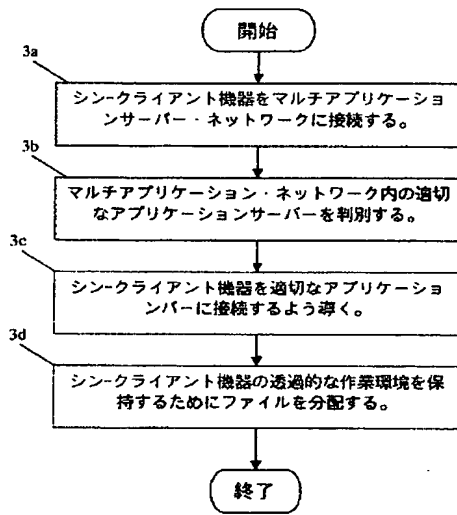 開始
3a
シン-クライアント機器をマルチアプリケーション
サーバー・ネットワークに接続する。
3b
マルチアプリケーション・ネットワーク内の適切
なアプリケーションサーバーを判別する。
3c
シン-クライアント機器を適切なアプリケーショ
ンバーに接続するよう導く。
3d
シン-クライアント機器の透過的な作業環境を保
持するためにファイルを分配する。
終了